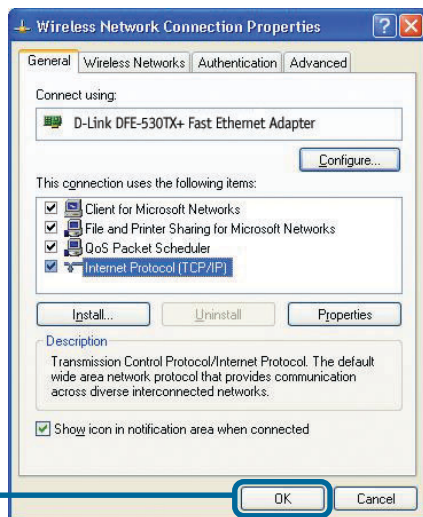 Wireless Network Connection Properties
General Wireless Networks Authentication Advanced
Connect using:
D-Link DFE-530TX+ Fast Ethernet Adapter
Configure...
This connection uses the following items:
Client for Microsoft Networks
File and Printer Sharing for Microsoft Networks
QoS Packet Scheduler
Internet Protocol (TCP/IP)
Install... Uninstall Properties
Description
Transmission Control Protocol/Internet Protocol. The default
wide area network protocol that provides communication
across diverse interconnected networks.
Show icon in notification area when connected
OK Cancel